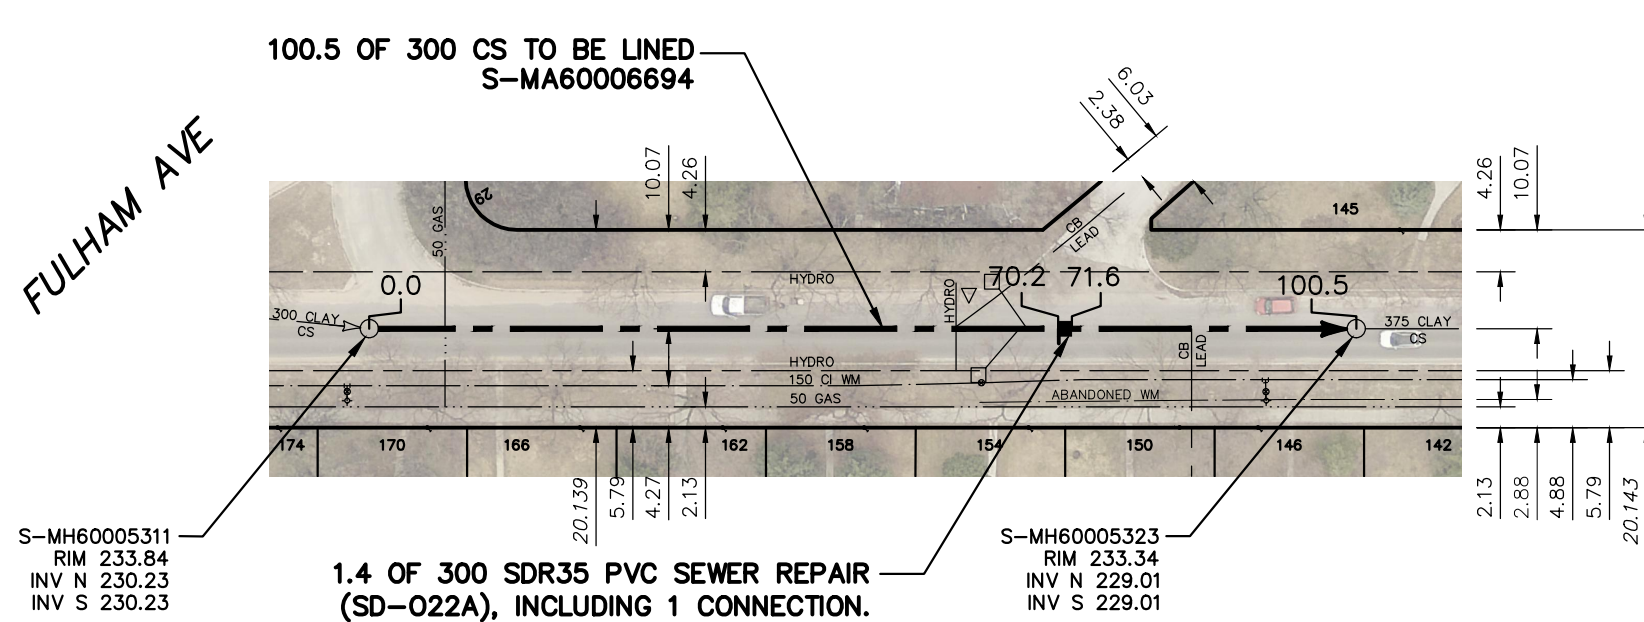 100.5 OF 300 CS TO BE LINED
S-MA60006694
FULHAM AVE
6.03
2.38
10.07
4.26
4.26
10.07
29
50 GAS
145
CB
LEAD
HYDRO
HYDRO
0.0
70.2
71.6
100.5
300 CLAY
CS
375 CLAY
CS
CB
LEAD
HYDRO
150 CI WM
50 GAS
ABANDONED WM
174
170
166
162
158
154
150
146
142
20.139
5.79
4.27
2.13
2.13
2.88
4.88
5.79
20.143
S-MH60005311
RIM 233.84
INV N 230.23
INV S 230.23
1.4 OF 300 SDR35 PVC SEWER REPAIR
(SD-022A), INCLUDING 1 CONNECTION.
S-MH60005323
RIM 233.34
INV N 229.01
INV S 229.01